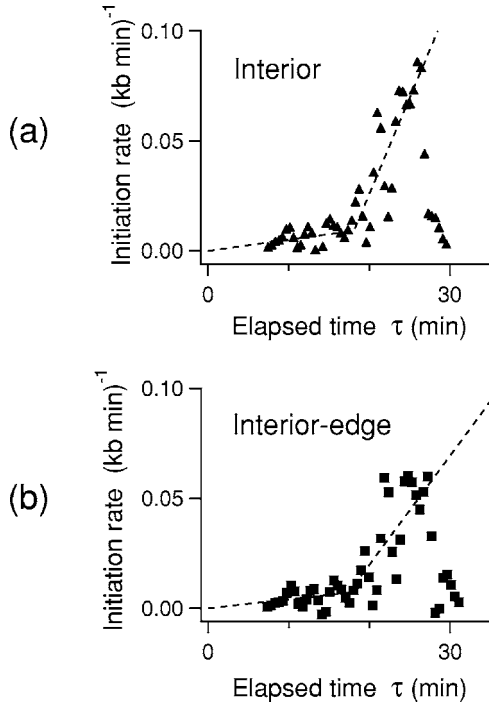 (a)
Initiation rate (kb min)⁻¹
0.10
0.05
0.00
Interior
0
30
Elapsed time τ (min)
(b)
Initiation rate (kb min)⁻¹
0.10
0.05
0.00
Interior-edge
0
30
Elapsed time τ (min)